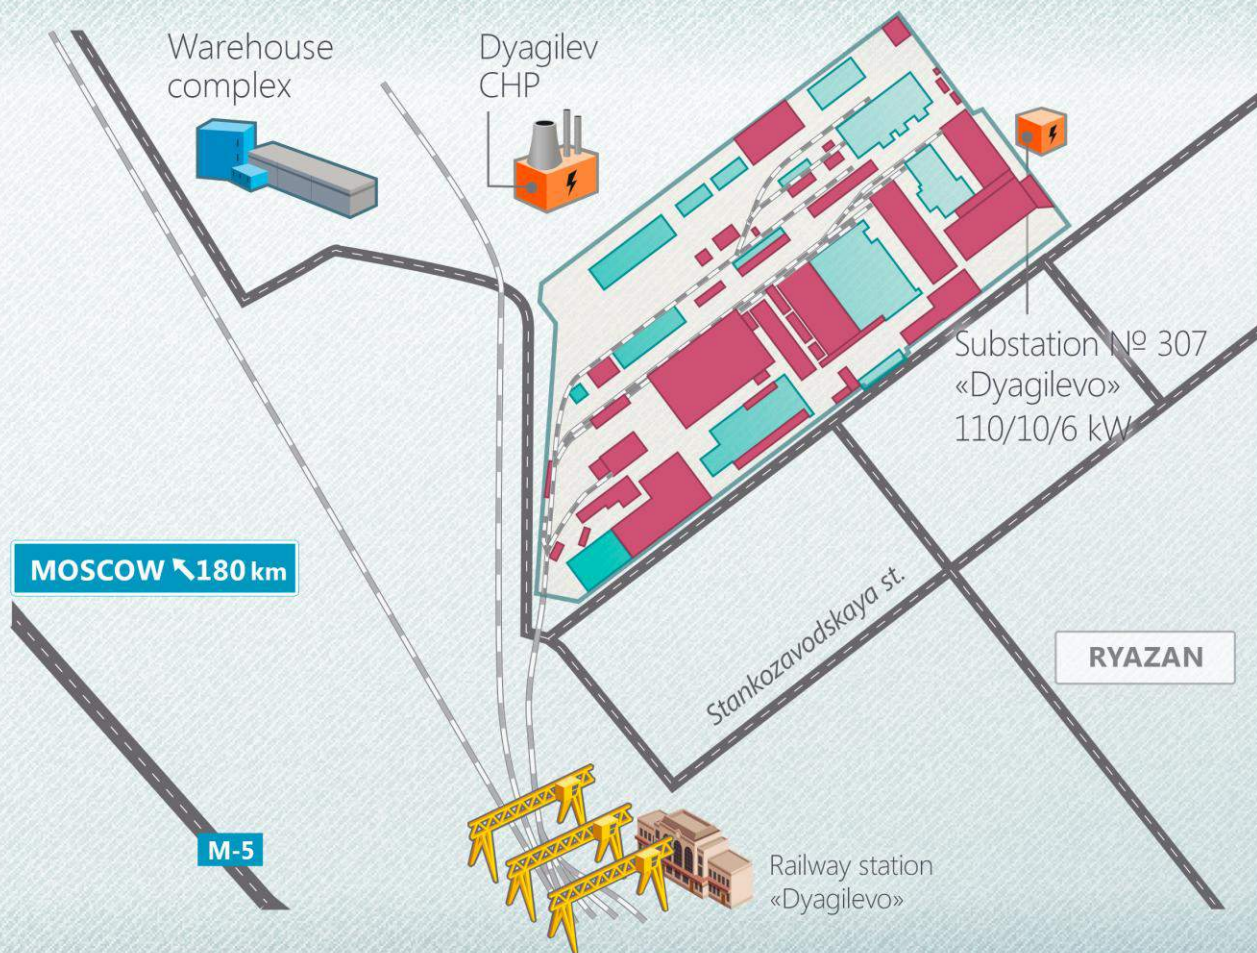 Warehouse
complex
Dyagilev
CHP
Substation № 307
«Dyagilevo»
110/10/6 kW
MOSCOW ↖ 180 km
Stankozavodskaya st.
RYAZAN
M-5
Railway station
«Dyagilevo»